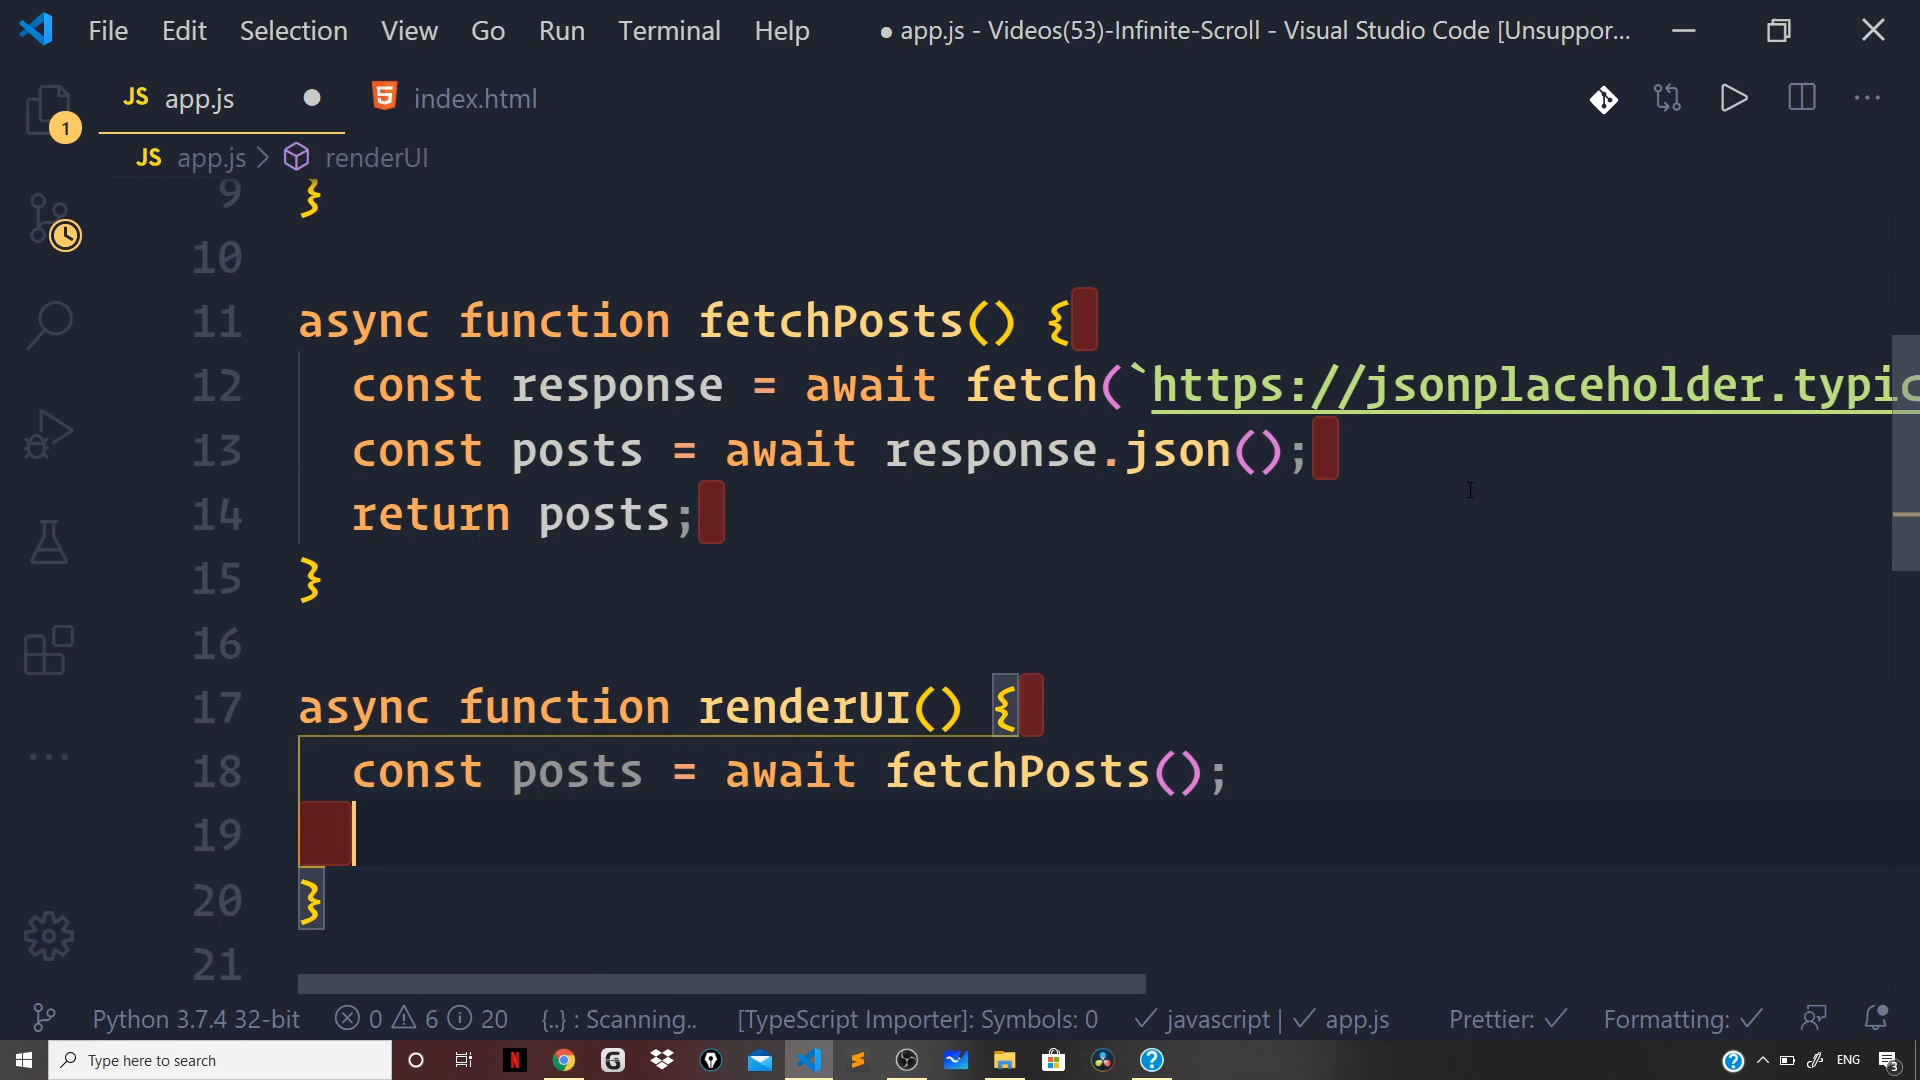 File Edit Selection View Go Run Terminal Help ● app.js - Videos(53)-Infinite-Scroll - Visual Studio Code [Unsuppor...
JS app.js ● 5 index.html ...
1
JS app.js > renderUI
9 }
10
11 async function fetchPosts() {
12 const response = await fetch(`https://jsonplaceholder.typic
13 const posts = await response.json();
14 return posts;
15 }
16
17 async function renderUI() {
18 const posts = await fetchPosts();
19
20 }
21
Python 3.7.4 32-bit 0 6 20 {..} : Scanning.. [TypeScript Importer]: Symbols: 0 ✓ javascript | ✓ app.js Prettier: ✓ Formatting: ✓
Type here to search N G ? ? ENG 3